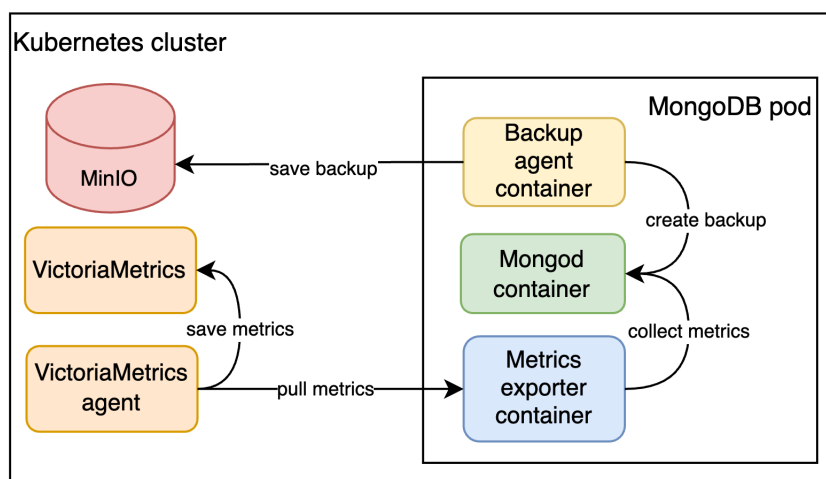 Kubernetes cluster
MongoDB pod
MinIO
save backup
Backup
agent
container
create backup
VictoriaMetrics
Mongod
container
save metrics
collect metrics
VictoriaMetrics
agent
pull metrics
Metrics
exporter
container